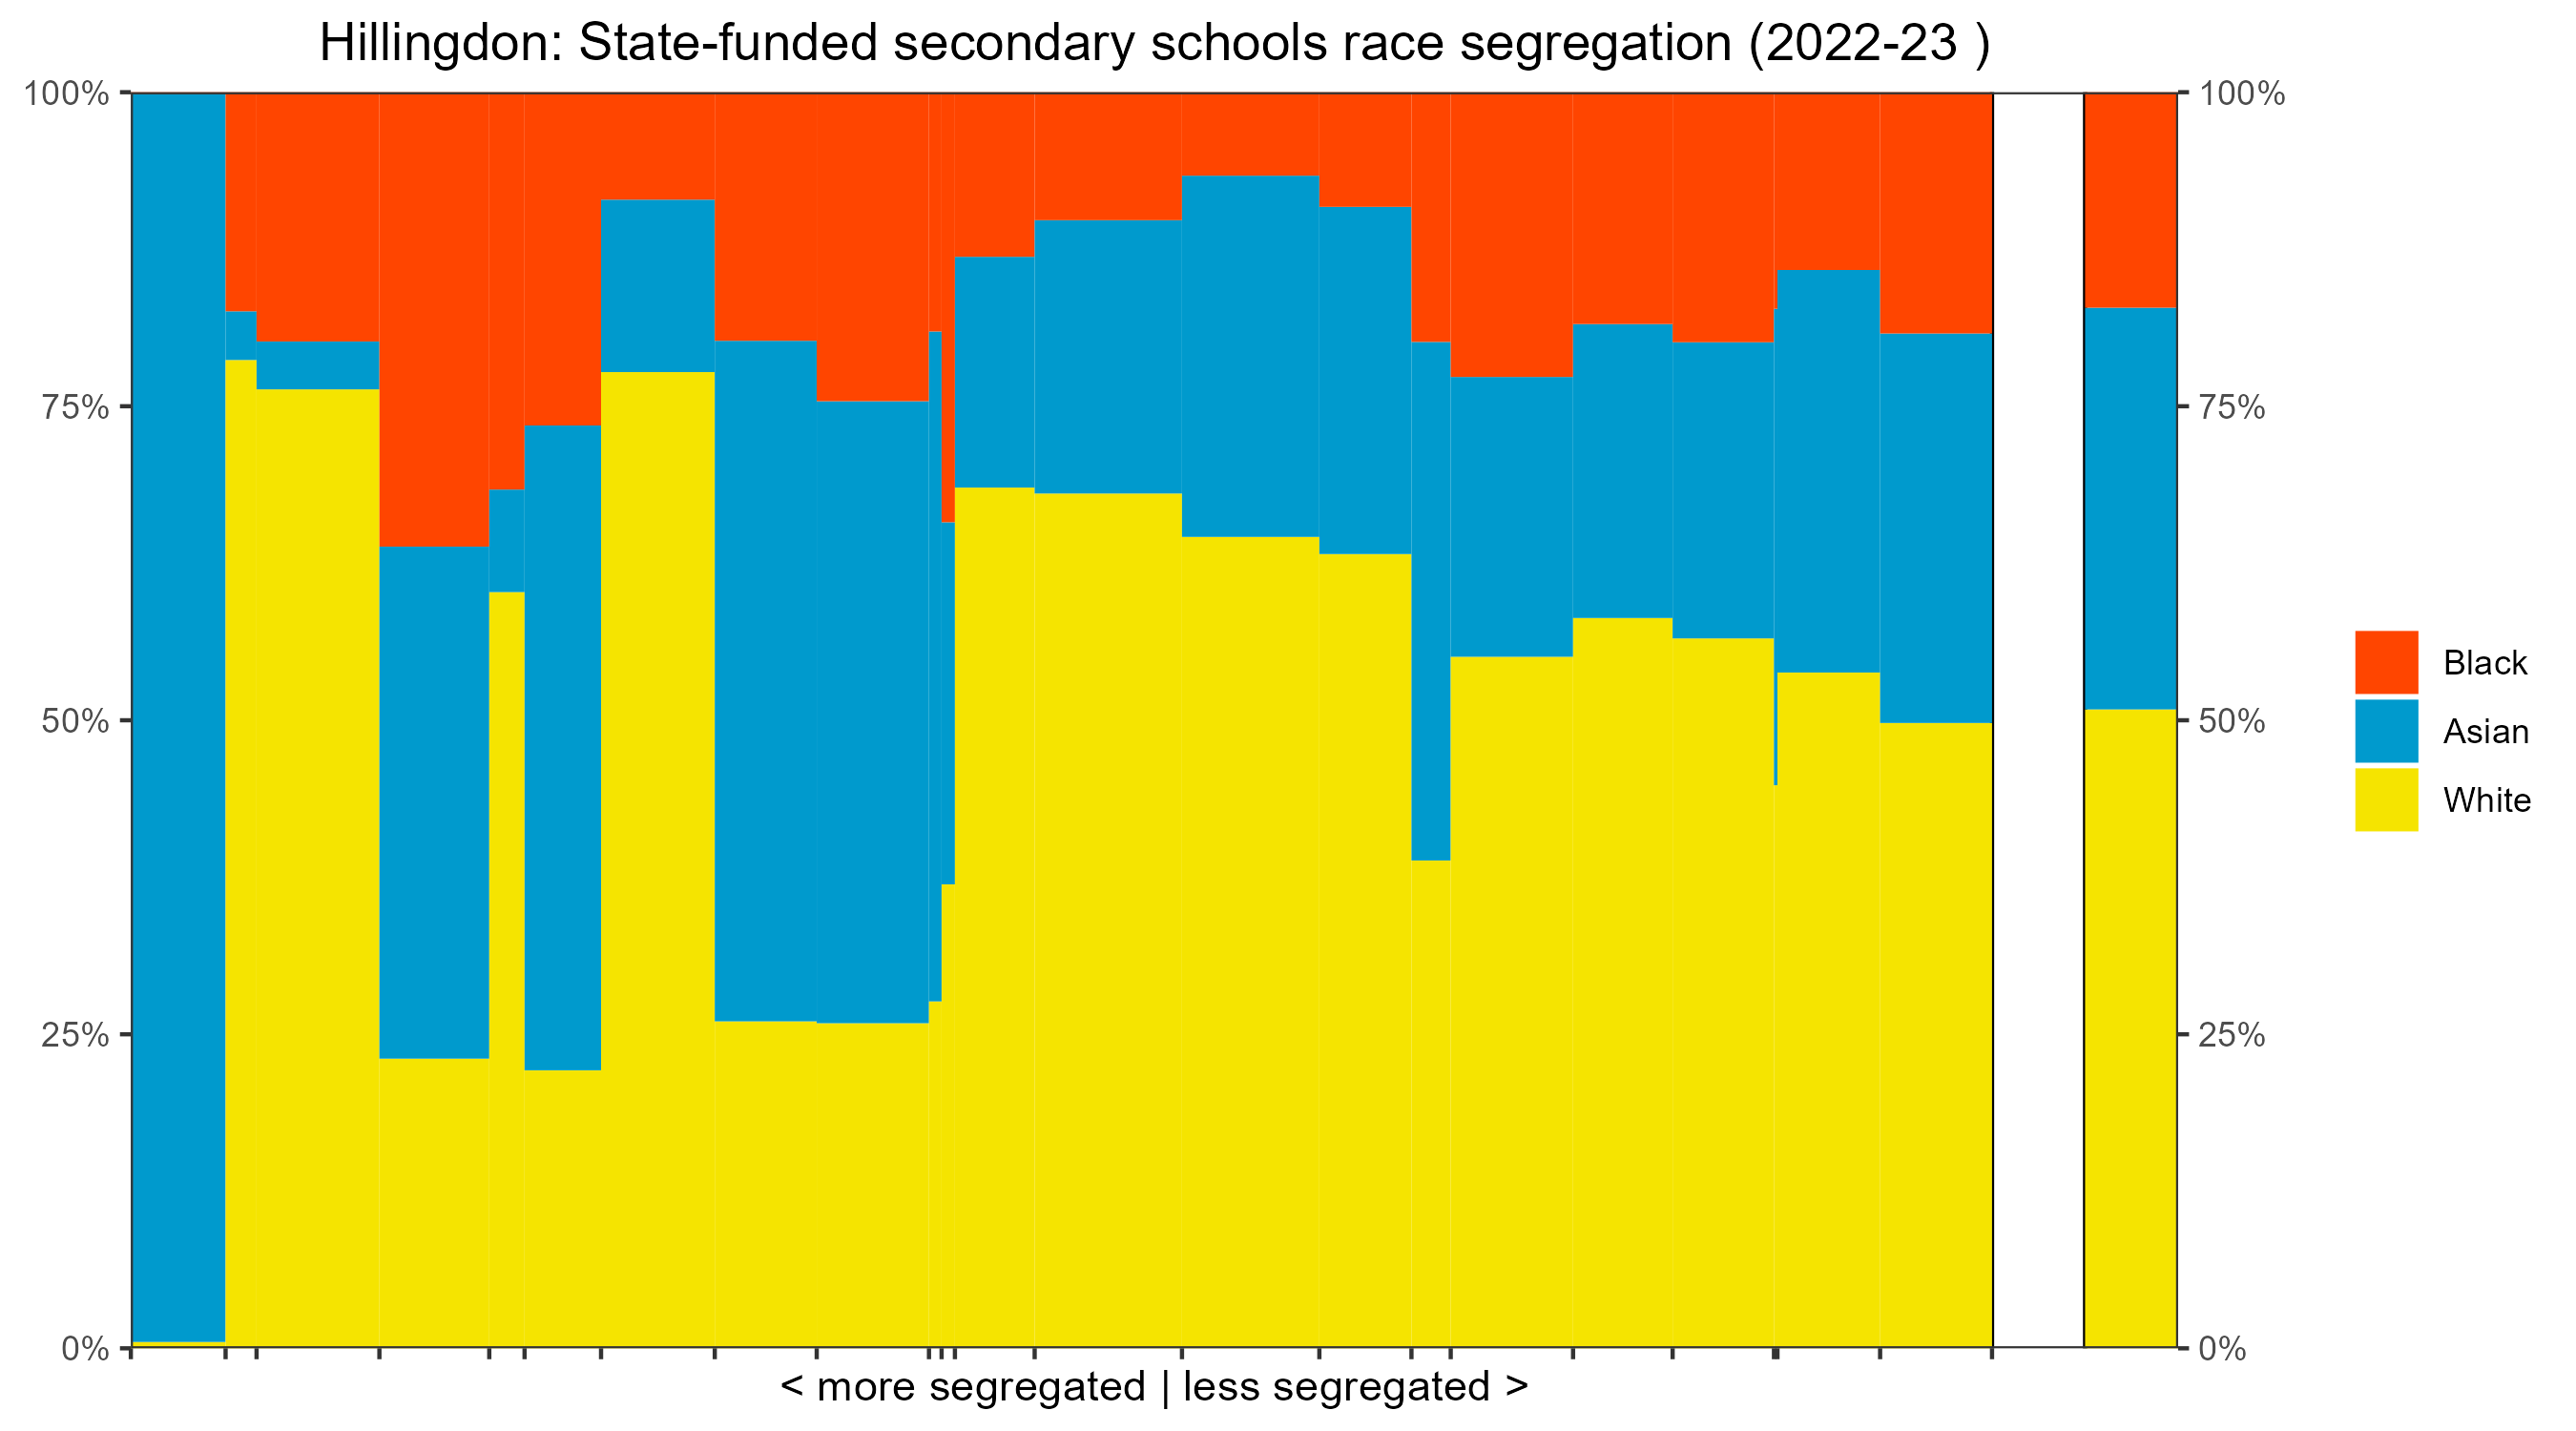 Hillingdon: State-funded secondary schools race segregation (2022-23 )
100%
75%
50%
25%
0%
100%
75%
50%
25%
0%
Black
Asian
White
< more segregated | less segregated >